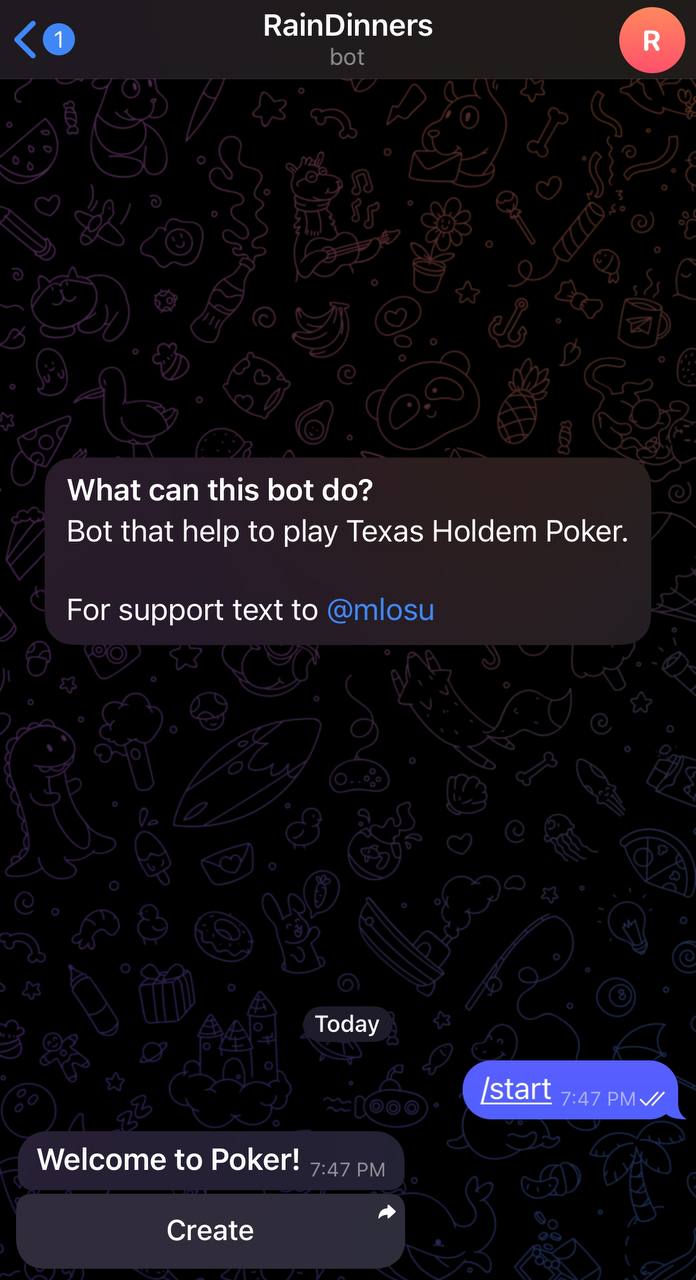 1
RainDinners
bot
R
What can this bot do?
Bot that help to play Texas Holdem Poker.
For support text to @mlosu
Today
/start 7:47 PM
Welcome to Poker! 7:47 PM
Create